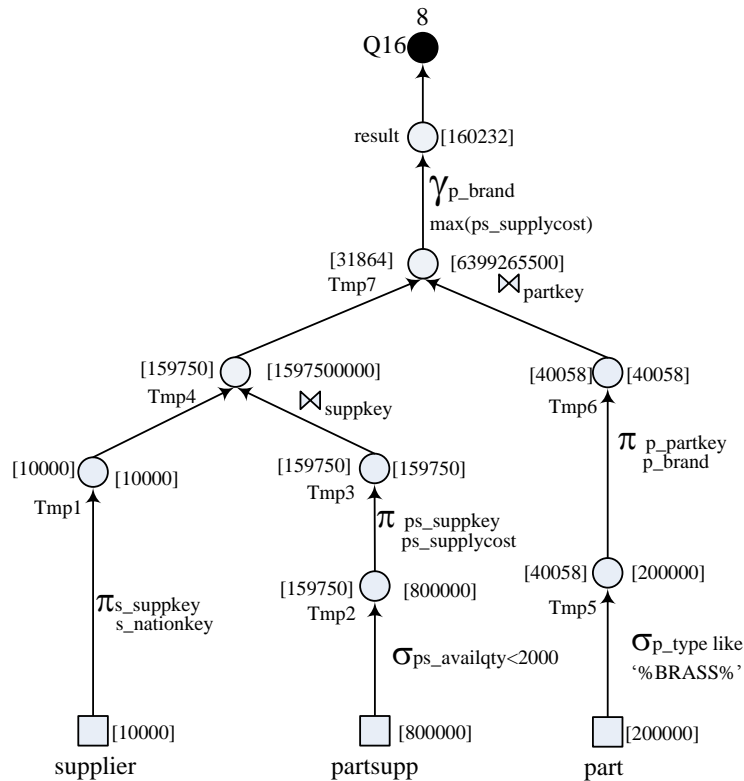 8
Q16
result [160232]
γp_brand
max(ps_supplycost)
[31864] [6399265500]
Tmp7 ⋈partkey
[159750] [1597500000]
Tmp4 ⋈suppkey
[40058] [40058]
Tmp6
[10000] [10000]
Tmp1
[159750] [159750]
Tmp3
π p_partkey
p_brand
π ps_suppkey
ps_supplycost
[159750] [800000]
Tmp2
[40058] [200000]
Tmp5
πs_suppkey
s_nationkey
σps_availqty<2000
σp_type like
‘%BRASS%’
[10000] [800000] [200000]
supplier partsupp part